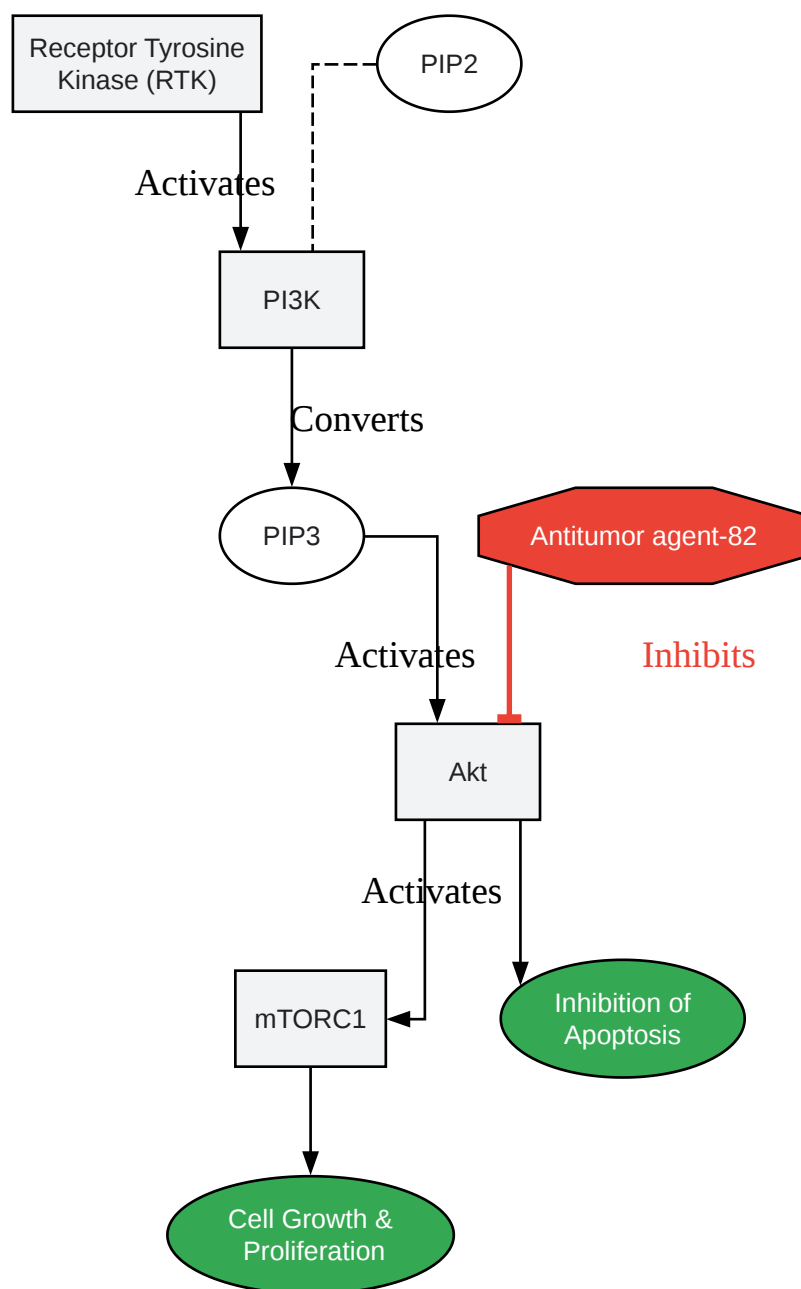 Receptor Tyrosine
Kinase (RTK)
PIP2
Activates
PI3K
Converts
PIP3
Antitumor agent-82
Activates
Inhibits
Akt
Activates
mTORC1
Inhibition of
Apoptosis
Cell Growth &
Proliferation